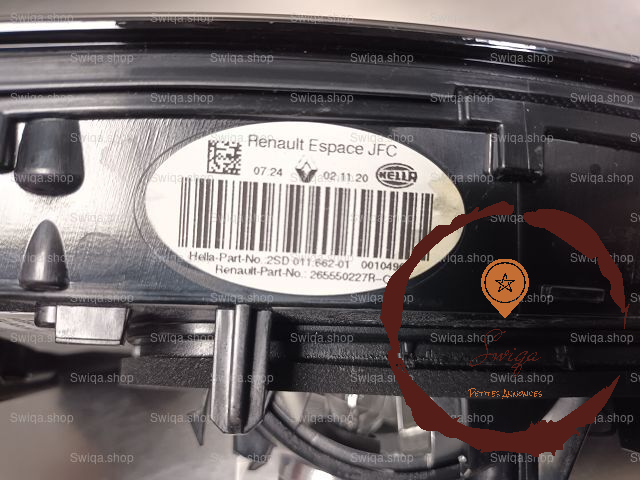 Renault Espace JFC
07:24 02.11.20 HELLA
Hella-Part-No. 2SD 011.662-01 001049
Renault-Part-No.: 265550227R
Swiqa
PETITES ANNONCES
Swiqa.shop